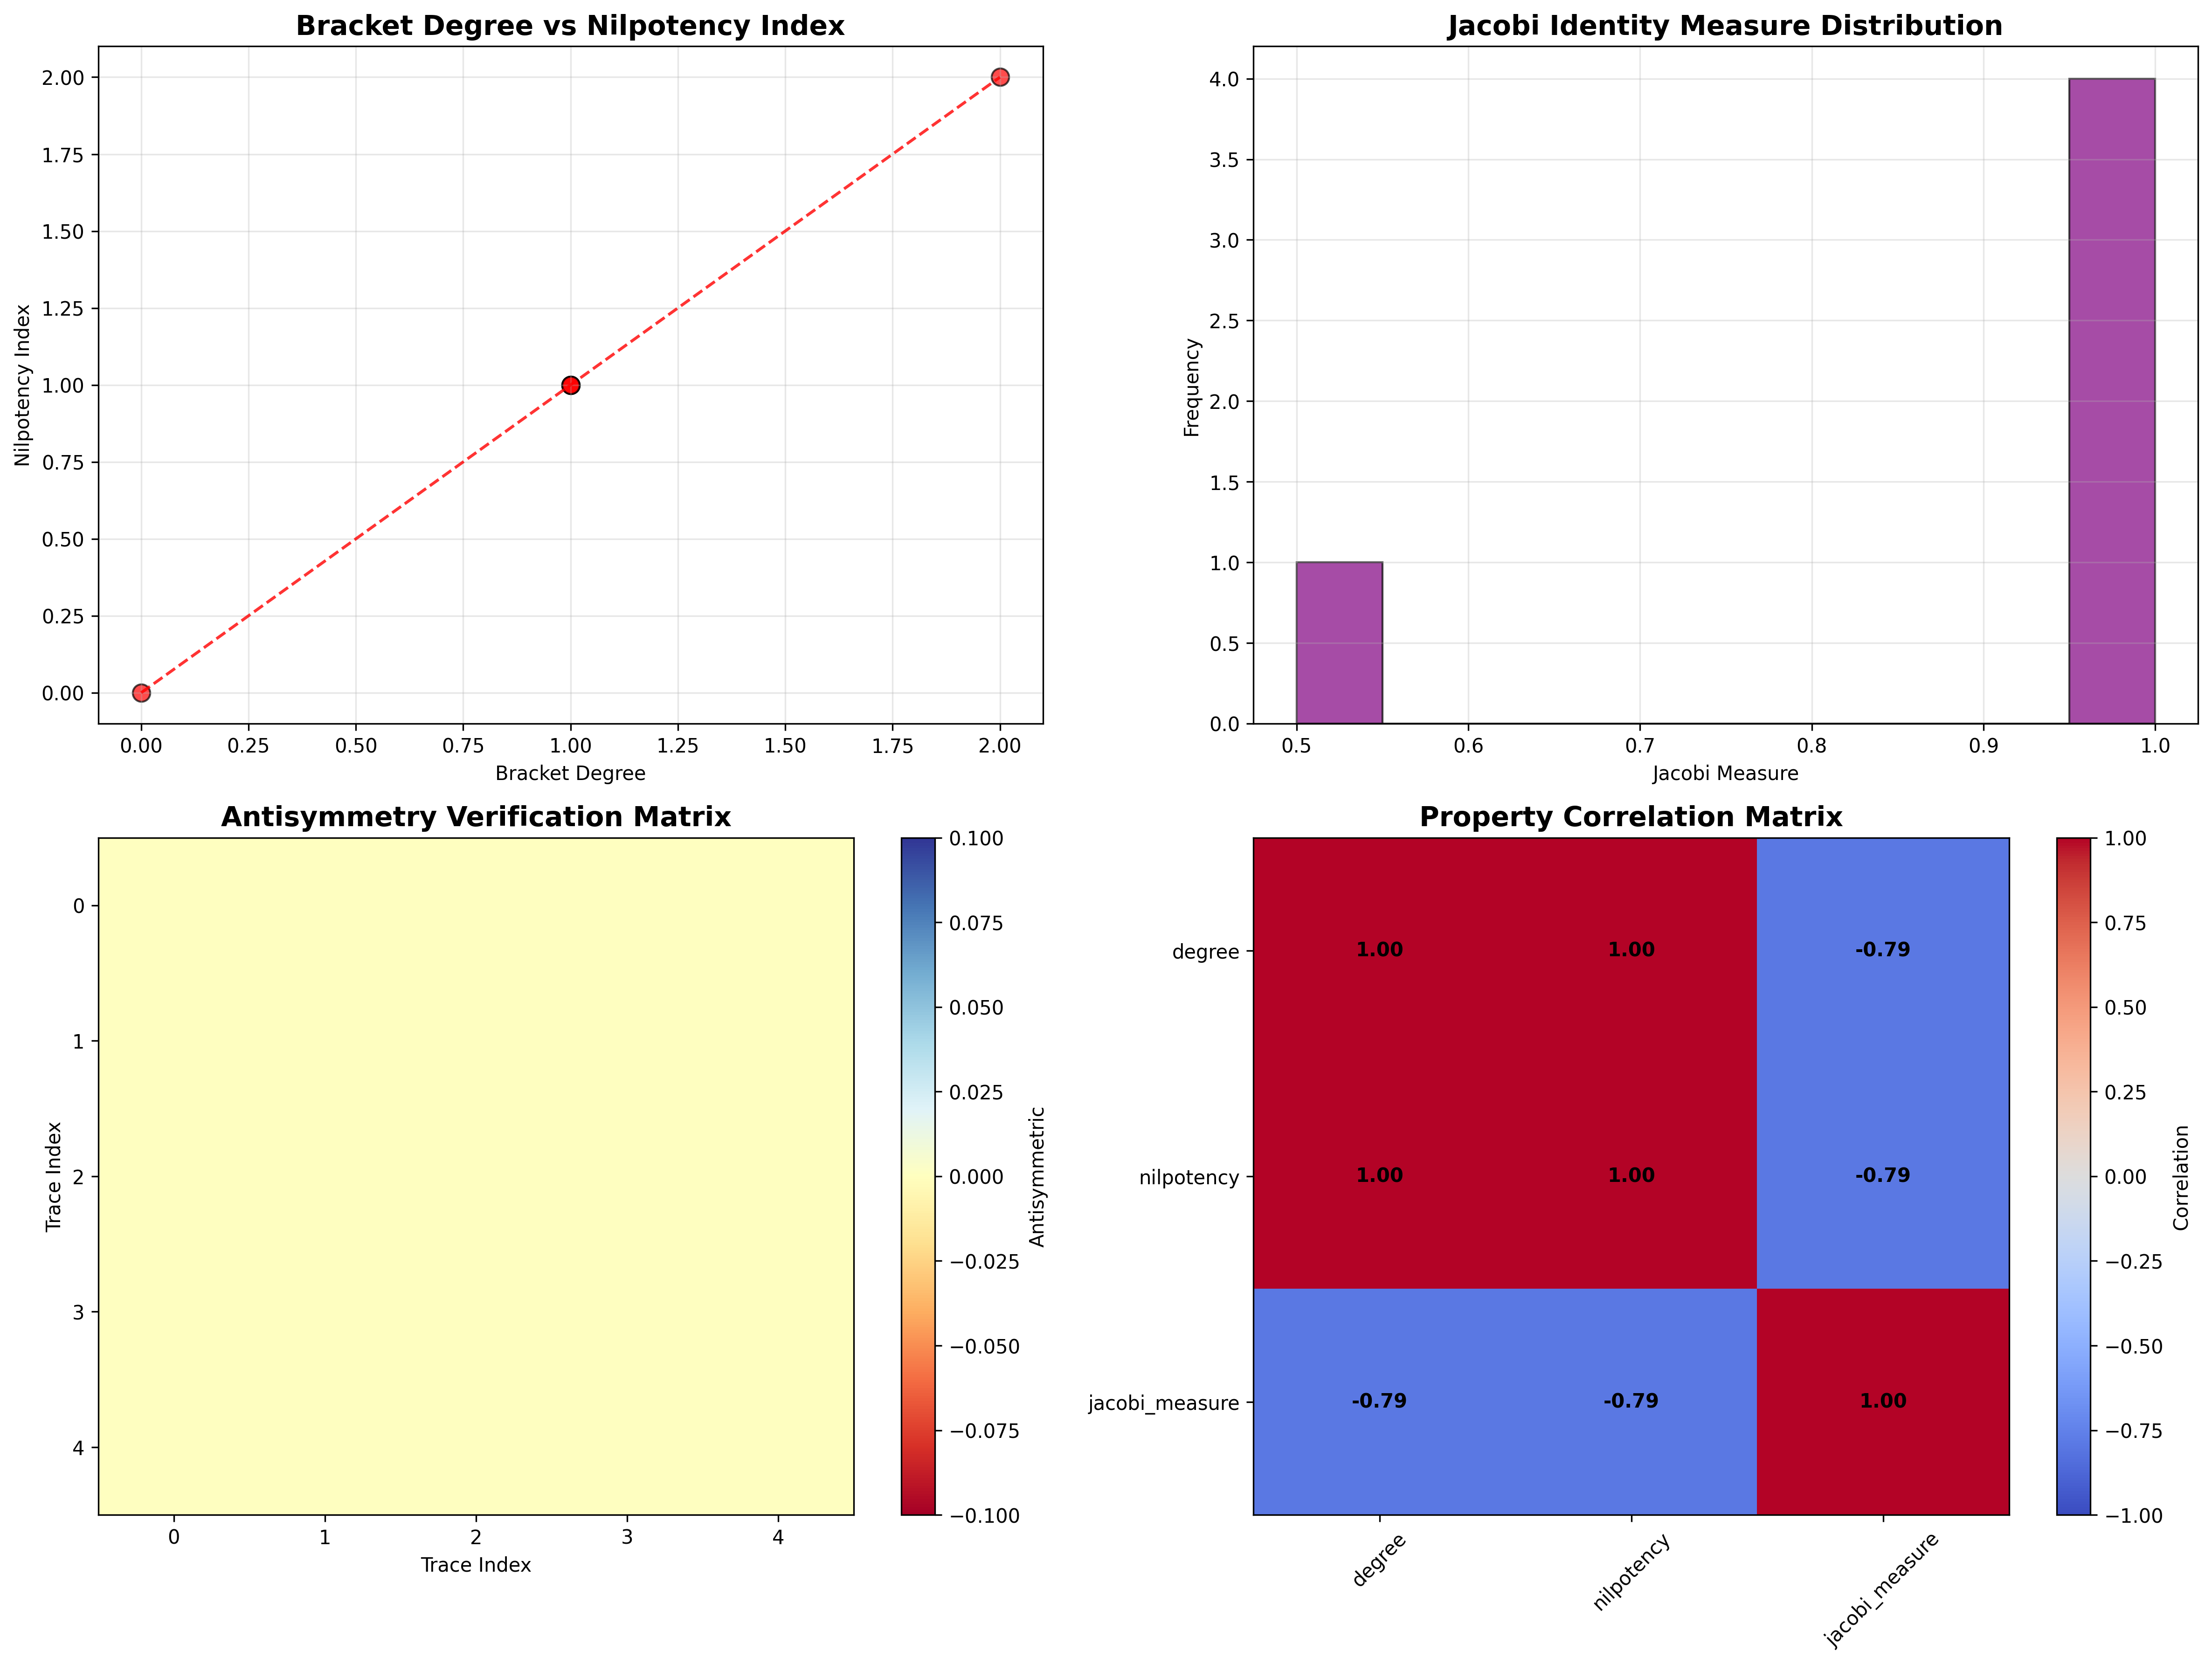 Bracket Degree vs Nilpotency Index
2.00
1.75
1.50
1.25
1.00
0.75
0.50
0.25
0.00
Nilpotency Index
0.00 0.25 0.50 0.75 1.00 1.25 1.50 1.75 2.00
Bracket Degree
Jacobi Identity Measure Distribution
4.0
3.5
3.0
2.5
2.0
1.5
1.0
0.5
0.0
Frequency
0.5 0.6 0.7 0.8 0.9 1.0
Jacobi Measure
Antisymmetry Verification Matrix
0
1
2
3
4
Trace Index
0 1 2 3 4
Trace Index
0.100
0.075
0.050
0.025
0.000
−0.025
−0.050
−0.075
−0.100
Antisymmetric
Property Correlation Matrix
degree 1.00 1.00 -0.79
nilpotency 1.00 1.00 -0.79
jacobi_measure -0.79 -0.79 1.00
degree nilpotency jacobi_measure
1.00
0.75
0.50
0.25
0.00
−0.25
−0.50
−0.75
−1.00
Correlation